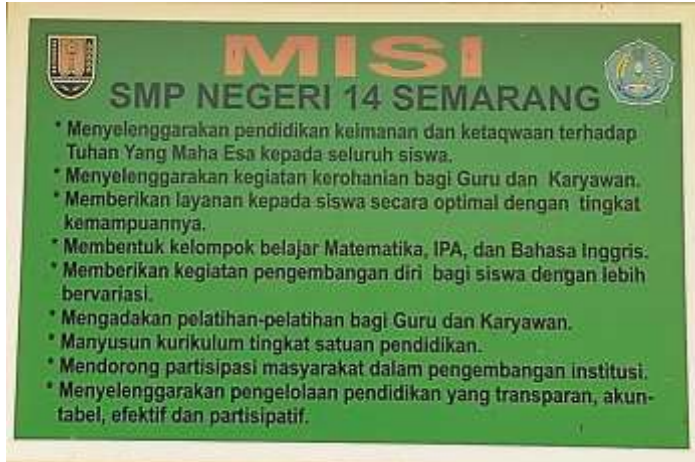 MISI
SMP NEGERI 14 SEMARANG
* Menyelenggarakan pendidikan keimanan dan ketaqwaan terhadap
Tuhan Yang Maha Esa kepada seluruh siswa.
* Menyelenggarakan kegiatan kerohanian bagi Guru dan Karyawan.
* Memberikan layanan kepada siswa secara optimal dengan tingkat
kemampuannya.
* Membentuk kelompok belajar Matematika, IPA, dan Bahasa Inggris.
* Memberikan kegiatan pengembangan diri bagi siswa dengan lebih
bervariasi.
* Mengadakan pelatihan-pelatihan bagi Guru dan Karyawan.
* Manyusun kurikulum tingkat satuan pendidikan.
* Mendorong partisipasi masyarakat dalam pengembangan institusi.
* Menyelenggarakan pengelolaan pendidikan yang transparan, akun-
tabel, efektif dan partisipatif.